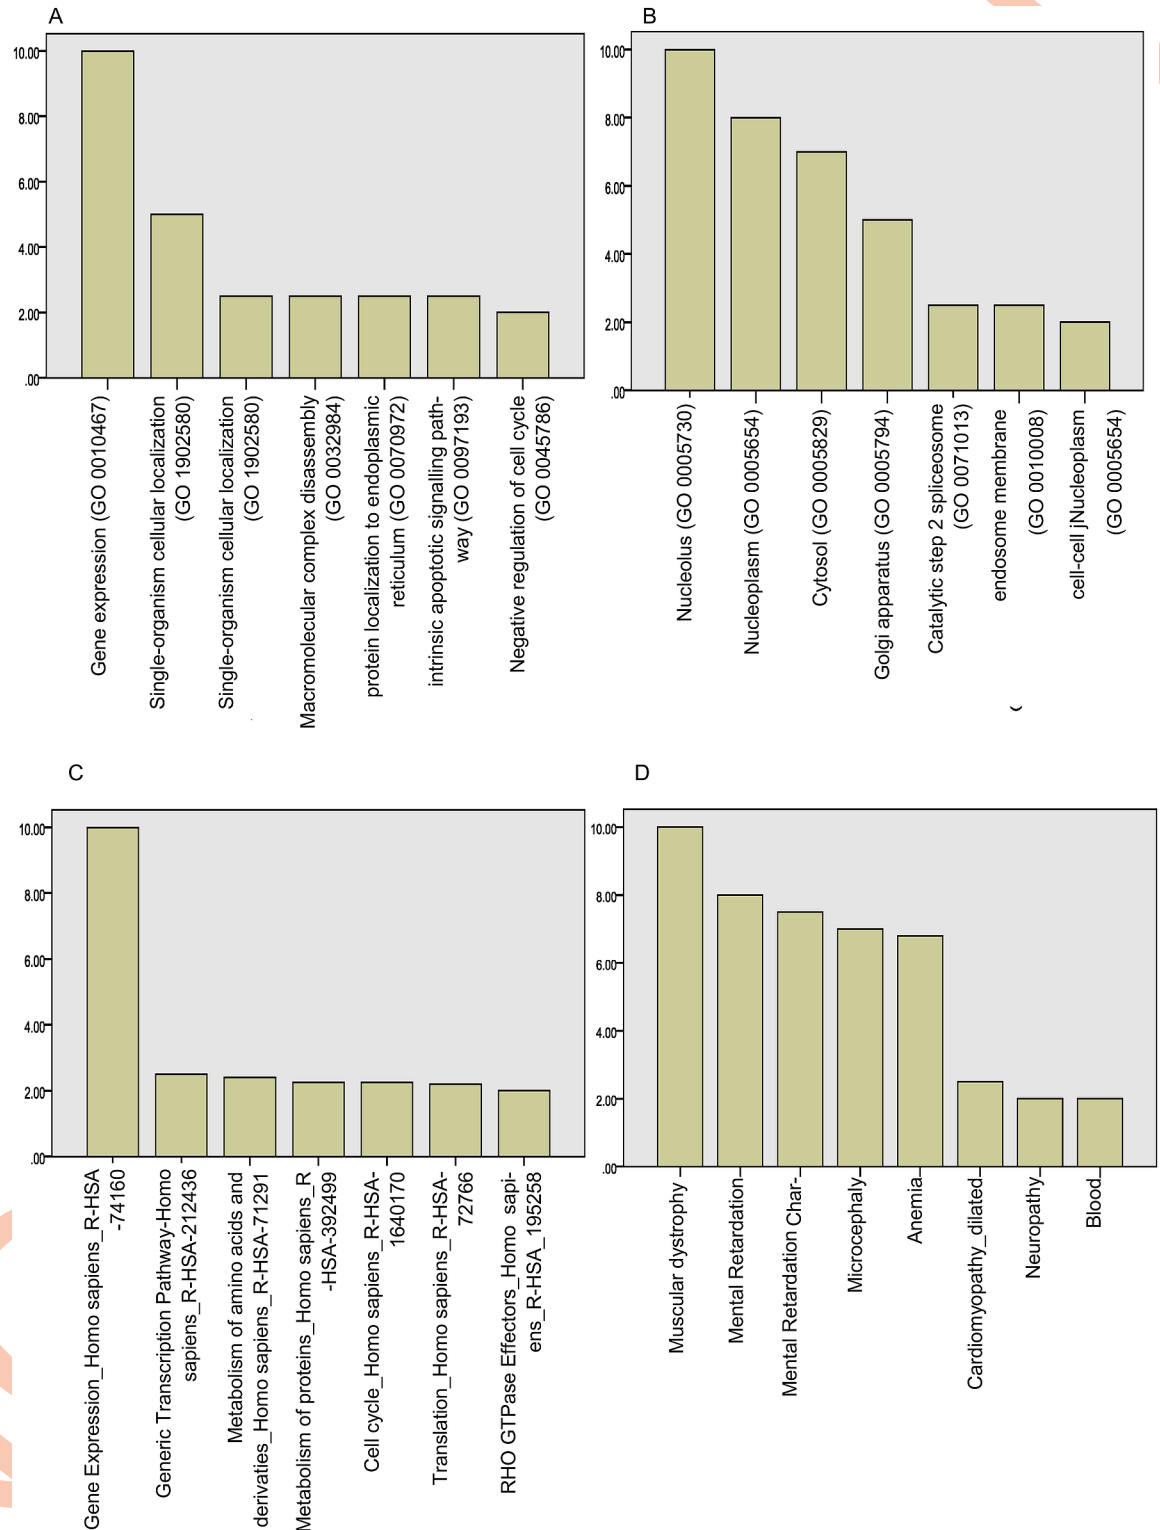 A
10.00
8.00
6.00
4.00
2.00
.00
Gene expression (GO 0010467)
Single-organism cellular localization
(GO 1902580)
Single-organism cellular localization
(GO 1902580)
Macromolecular complex disassembly
(GO 0032984)
protein localization to endoplasmic
reticulum (GO 0070972)
intrinsic apoptotic signalling path-
way (GO 0097193)
Negative regulation of cell cycle
(GO 0045786)
B
10.00
8.00
6.00
4.00
2.00
.00
Nucleolus (GO 0005730)
Nucleoplasm (GO 0005654)
Cytosol (GO 0005829)
Golgi apparatus (GO 0005794)
Catalytic step 2 spliceosome
(GO 0071013)
endosome membrane
(GO 0010008)
cell-cell jNucleoplasm
(GO 0005654)
C
10.00
8.00
6.00
4.00
2.00
.00
Gene Expression_Homo sapiens_R-HSA
-74160
Generic Transcription Pathway-Homo
sapiens_R-HSA-212436
Metabolism of amino acids and
derivaties_Homo sapiens_R-HSA-71291
Metabolism of proteins_Homo sapiens_R
-HSA-392499
Cell cycle_Homo sapiens_R-HSA-
1640170
Translation_Homo sapiens_R-HSA-
72766
RHO GTPase Effectors_Homo sapi-
ens_R-HSA_195258
D
10.00
8.00
6.00
4.00
2.00
.00
Muscular dystrophy
Mental Retardation
Mental Retardation Char-
Microcephaly
Anemia
Cardiomyopathy_dilated
Neuropathy
Blood